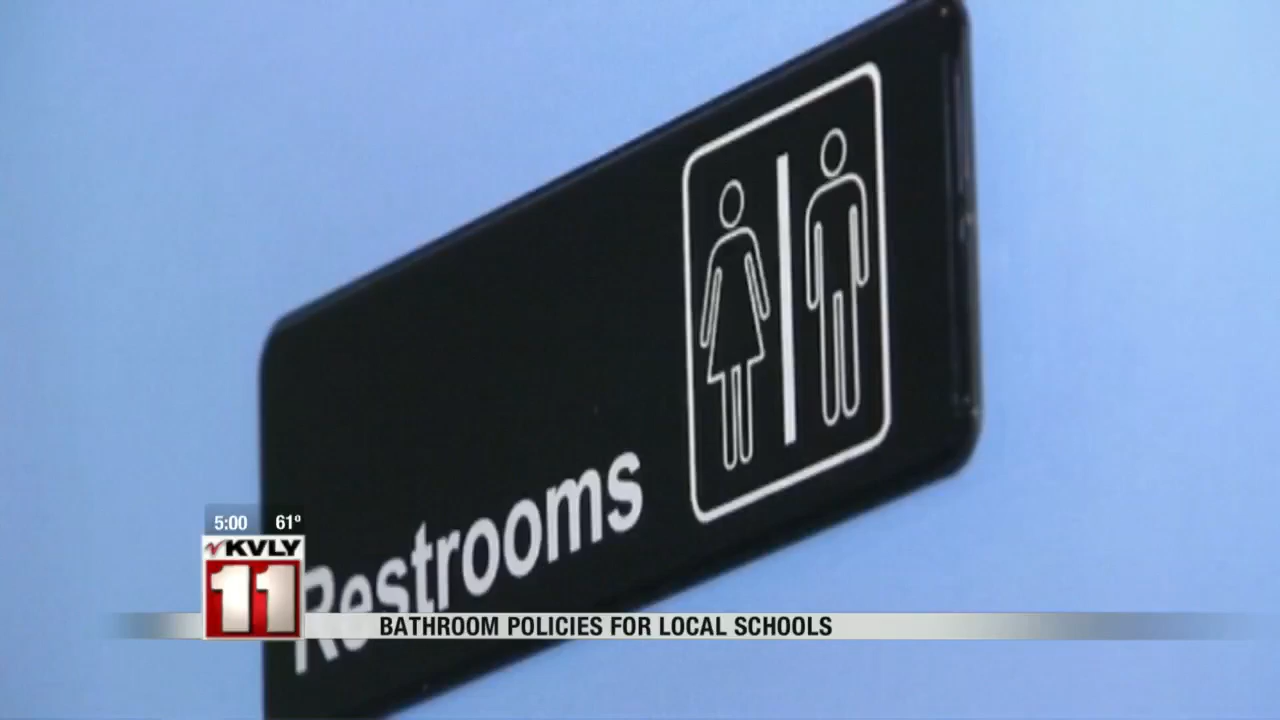 Restrooms
5:00 61°
KVLY
11
BATHROOM POLICIES FOR LOCAL SCHOOLS